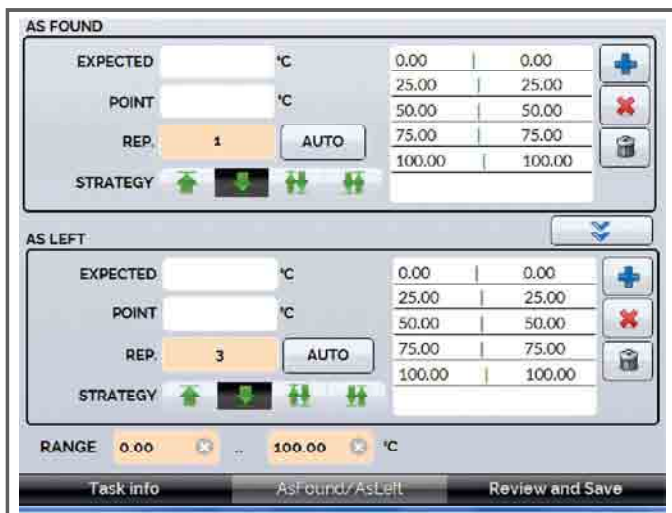 AS FOUND
EXPECTED °C
POINT °C
REP. 1 AUTO
STRATEGY
0.00 | 0.00
25.00 | 25.00
50.00 | 50.00
75.00 | 75.00
100.00 | 100.00
AS LEFT
EXPECTED °C
POINT °C
REP. 3 AUTO
STRATEGY
0.00 | 0.00
25.00 | 25.00
50.00 | 50.00
75.00 | 75.00
100.00 | 100.00
RANGE 0.00 .. 100.00 °C
Task info AsFound/AsLeft Review and Save